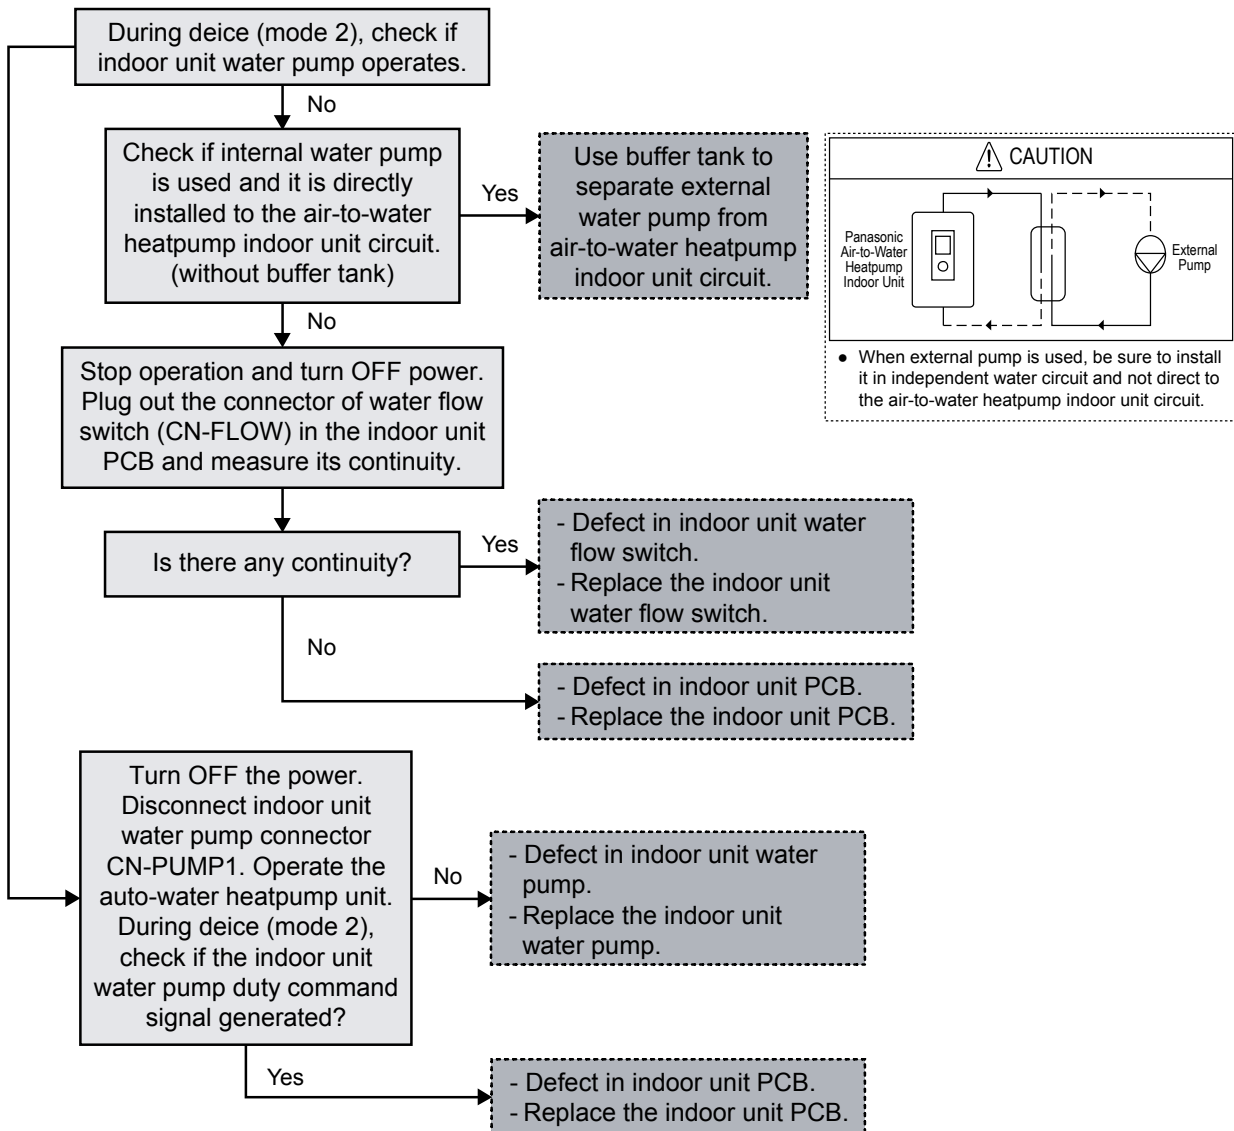 During deice (mode 2), check if
indoor unit water pump operates.
No
Check if internal water pump
is used and it is directly
installed to the air-to-water
heatpump indoor unit circuit.
(without buffer tank)
Yes
Use buffer tank to
separate external
water pump from
air-to-water heatpump
indoor unit circuit.
CAUTION
Panasonic
Air-to-Water
Heatpump
Indoor Unit
External
Pump
● When external pump is used, be sure to install
it in independent water circuit and not direct to
the air-to-water heatpump indoor unit circuit.
No
Stop operation and turn OFF power.
Plug out the connector of water flow
switch (CN-FLOW) in the indoor unit
PCB and measure its continuity.
Is there any continuity?
Yes
- Defect in indoor unit water
flow switch.
- Replace the indoor unit
water flow switch.
No
- Defect in indoor unit PCB.
- Replace the indoor unit PCB.
Turn OFF the power.
Disconnect indoor unit
water pump connector
CN-PUMP1. Operate the
auto-water heatpump unit.
During deice (mode 2),
check if the indoor unit
water pump duty command
signal generated?
No
- Defect in indoor unit water
pump.
- Replace the indoor unit
water pump.
Yes
- Defect in indoor unit PCB.
- Replace the indoor unit PCB.